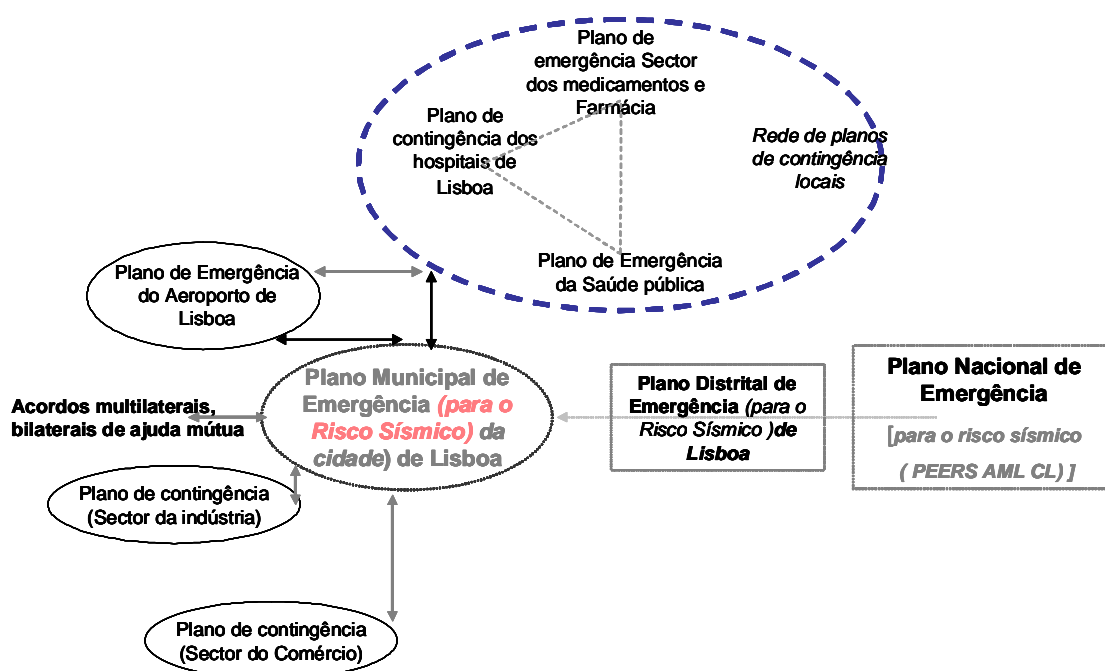 Plano de
emergência Sector
dos medicamentos e
Farmácia
Plano de
contingência dos
hospitais de
Lisboa
Rede de planos
de contingência
locais
Plano de Emergência
da Saúde pública
Plano de Emergência
do Aeroporto de
Lisboa
Plano Municipal de
Emergência (para o
Risco Sísmico) da
cidade) de Lisboa
Plano Distrital de
Emergência (para o
Risco Sísmico )de
Lisboa
Plano Nacional de
Emergência
[para o risco sísmico
( PEERS AML CL) ]
Acordos multilaterais,
bilaterais de ajuda mútua
Plano de contingência
(Sector da indústria)
Plano de contingência
(Sector do Comércio)